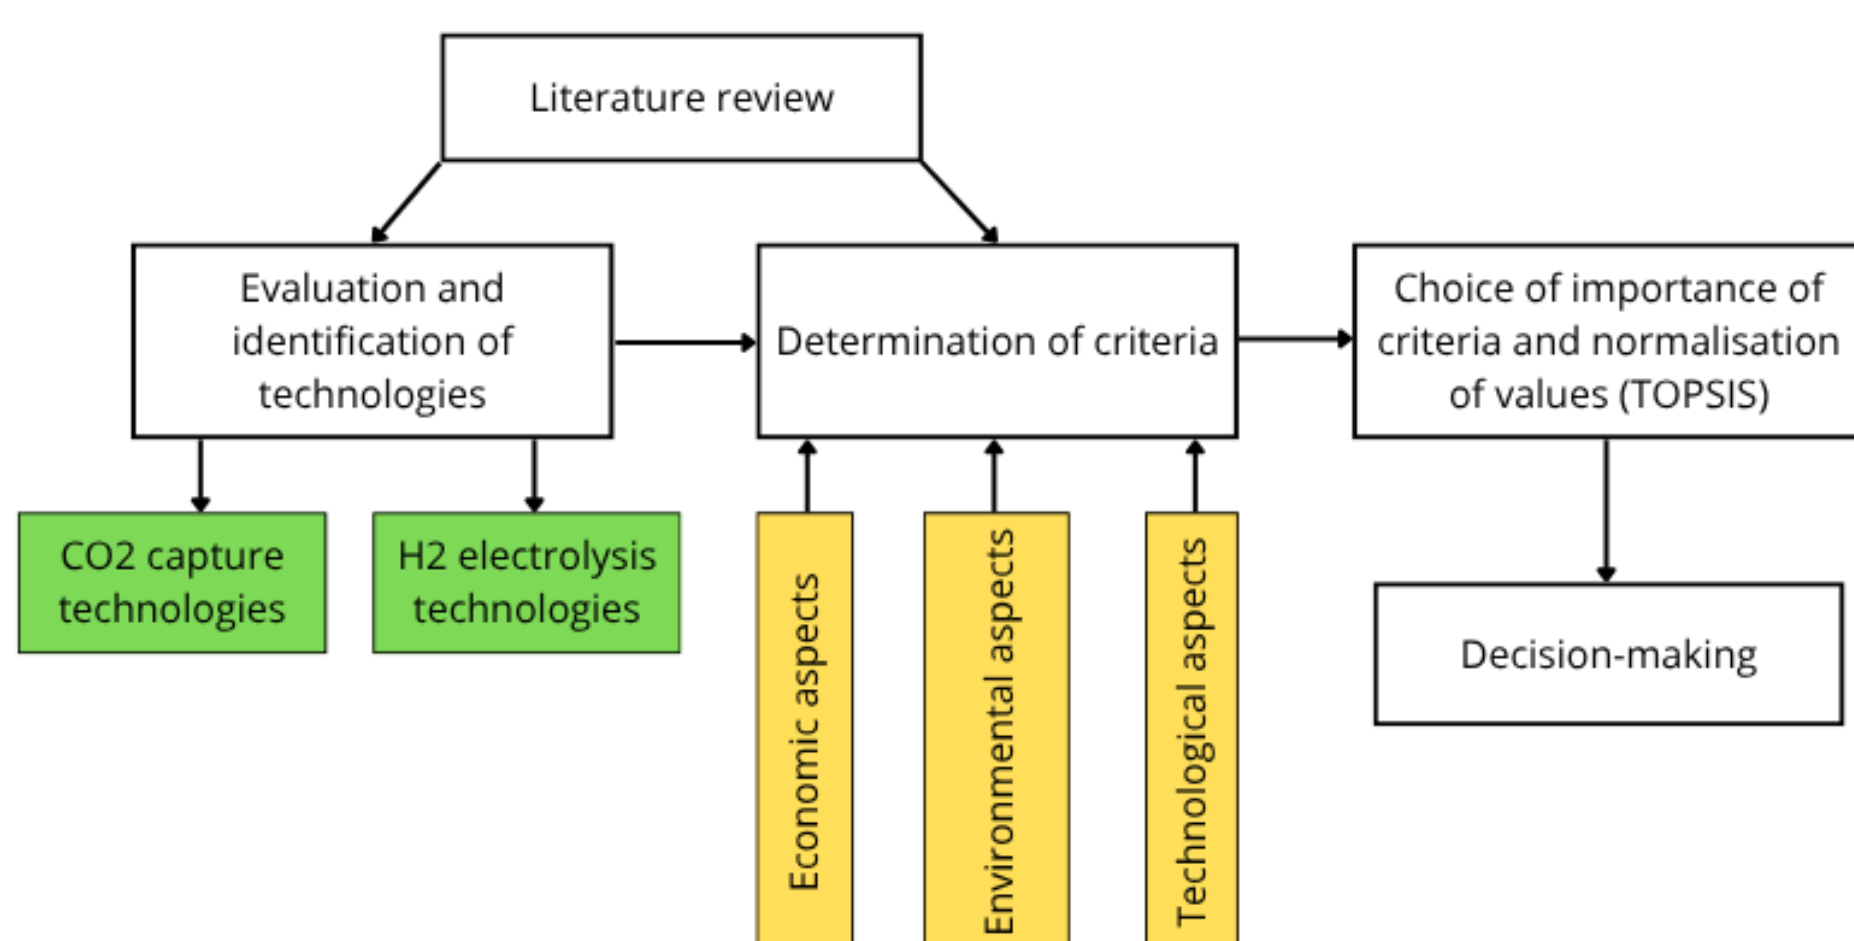 Literature review
Evaluation and
identification of
technologies
Determination of criteria
Choice of importance of
criteria and normalisation
of values (TOPSIS)
CO2 capture
technologies
H2 electrolysis
technologies
Economic aspects
Environmental aspects
Technological aspects
Decision-making